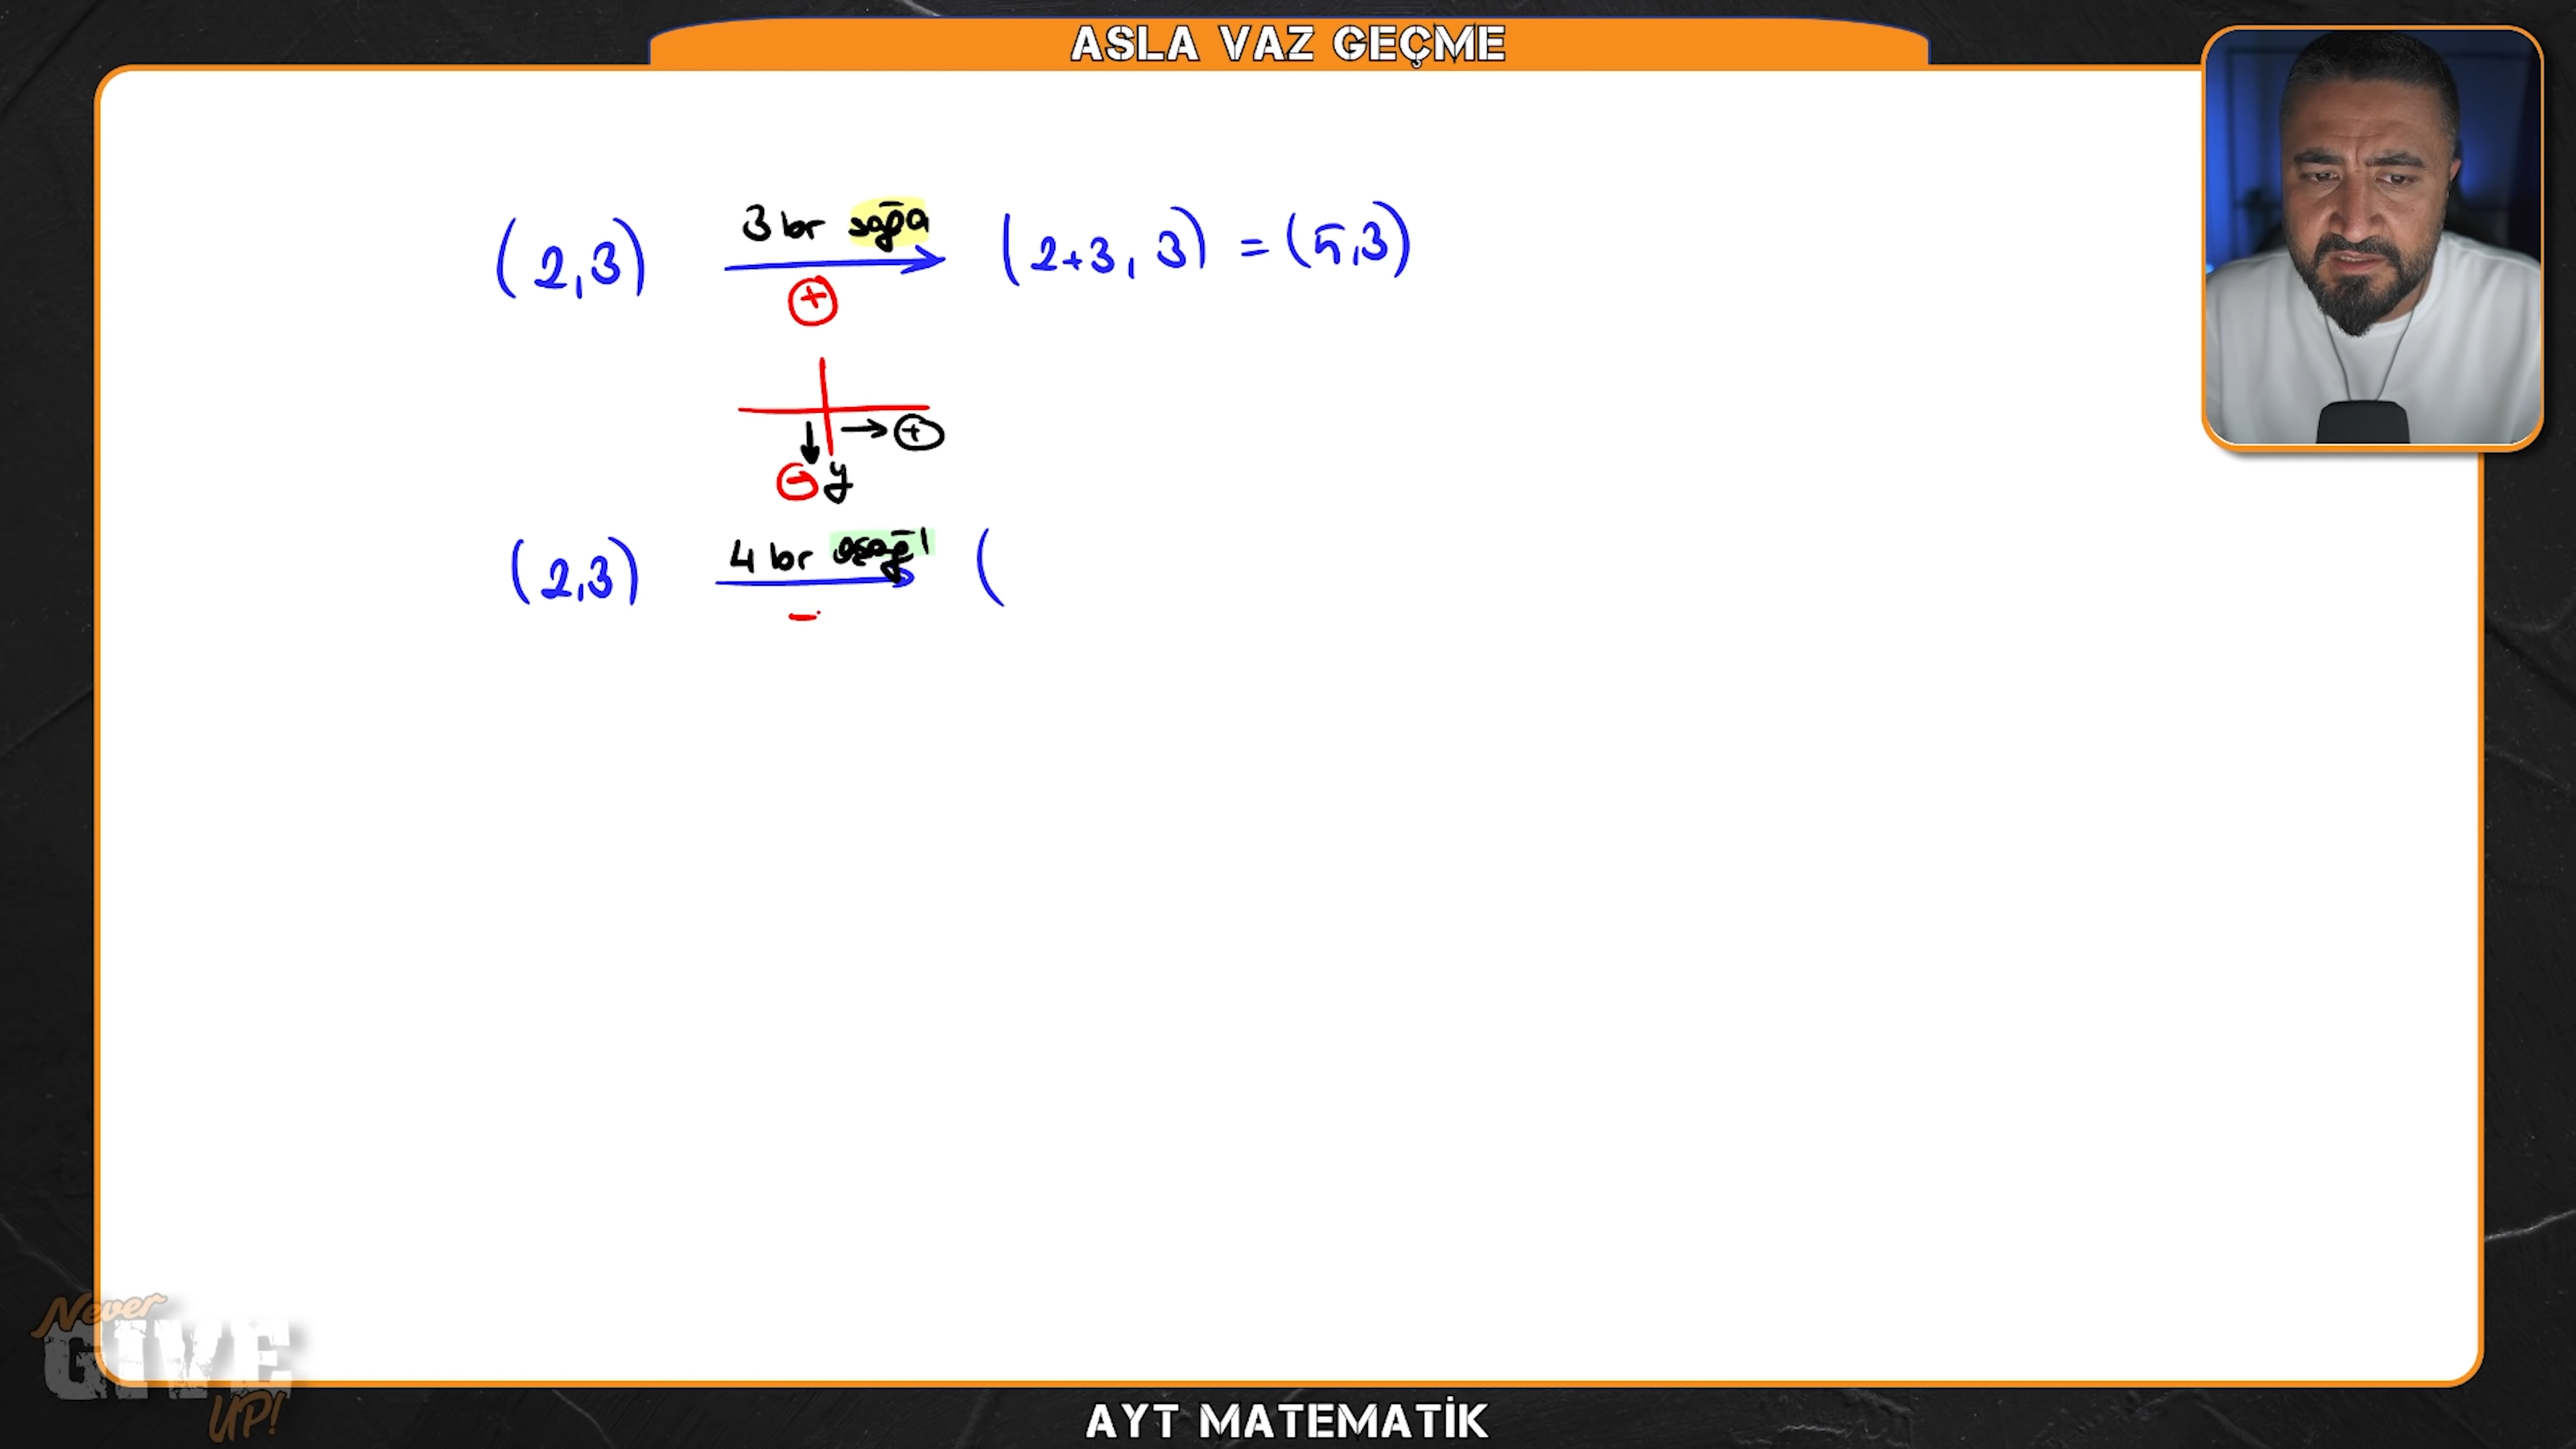 ASLA VAZ GEÇME
(2,3) 3 br sağa (2+3, 3) = (5,3)
+
+
- y
(2,3) 4 br aşağı (
-
Never
GIVE
UP!
AYT MATEMATİK